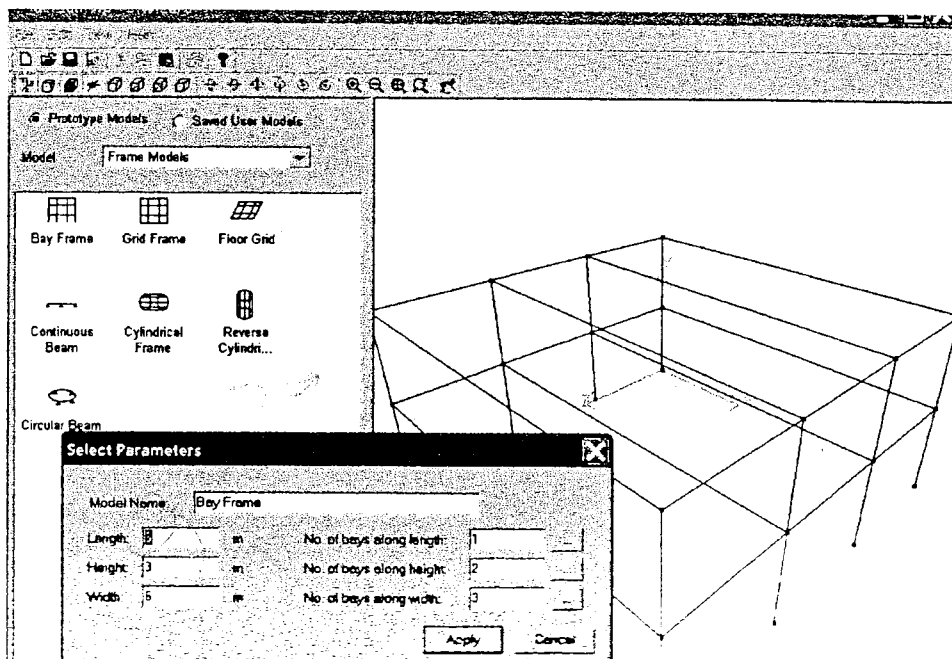 Prototype Models Saved User Models
Model Frame Models
Bay Frame Grid Frame Floor Grid
Continuous Beam Cylindrical Frame Reverse Cylindri...
Circular Beam
Select Parameters
Model Name: Bay Frame
Length: m No. of bays along length: 1 ...
Height: 3 m No. of bays along height: 2
Width: 6 m No. of bays along width: 3 ...
Apply Cancel